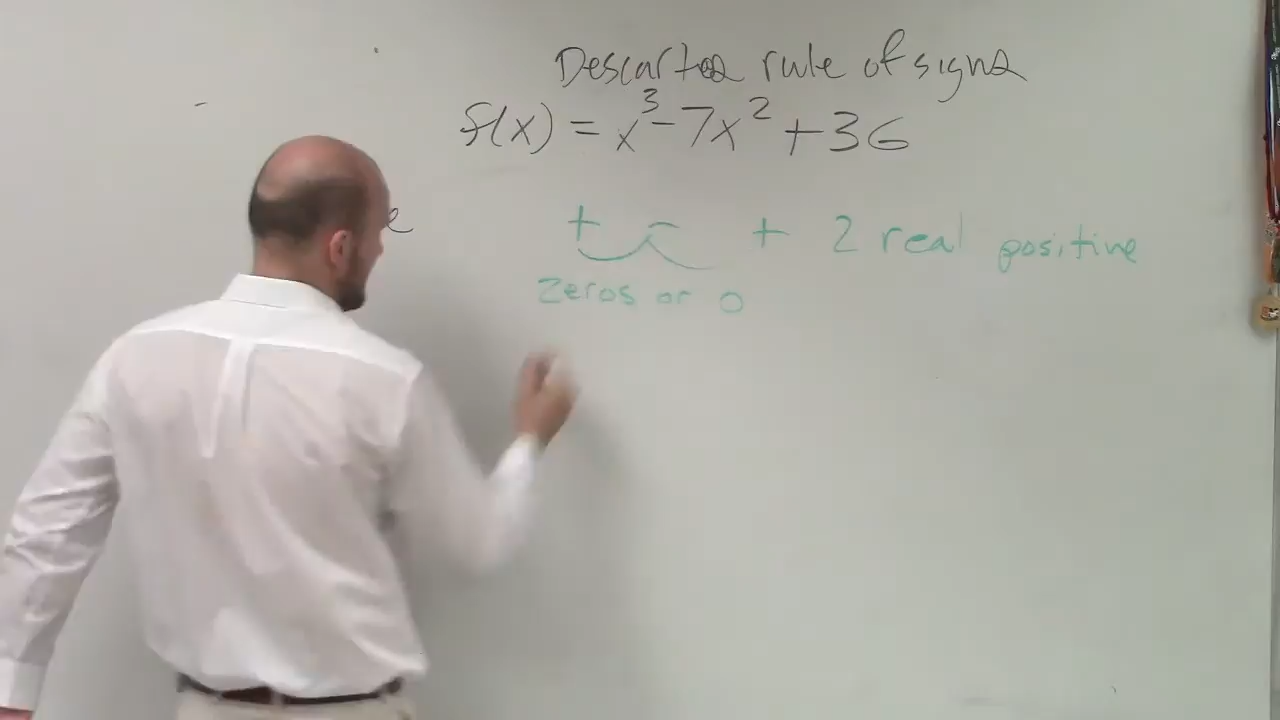 Descartes rule of signs
f(x) = x³ - 7x² + 36
+ - + 2 real positive
zeros or 0